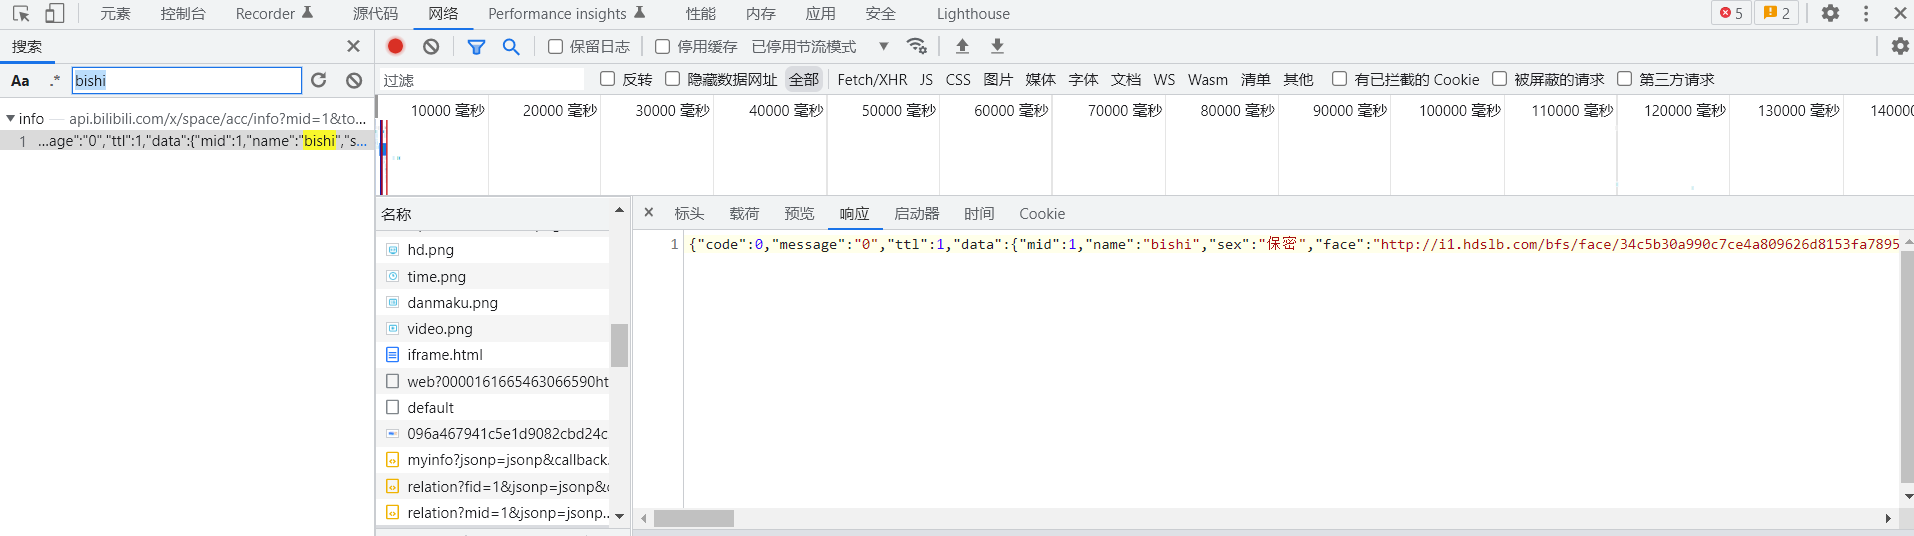 元素 控制台 Recorder 源代码 网络 Performance insights 性能 内存 应用 安全 Lighthouse 5 2
搜索
保留日志 停用缓存 已停用节流模式
Aa .* bishi
过滤 反转 隐藏数据网址 全部 Fetch/XHR JS CSS 图片 媒体 字体 文档 WS Wasm 清单 其他 有已拦截的 Cookie 被屏蔽的请求 第三方请求
info — api.bilibili.com/x/space/acc/info?mid=1&to...
1 ...age":"0","ttl":1,"data":{"mid":1,"name":"bishi","s...
10000 毫秒 20000 毫秒 30000 毫秒 40000 毫秒 50000 毫秒 60000 毫秒 70000 毫秒 80000 毫秒 90000 毫秒 100000 毫秒 110000 毫秒 120000 毫秒 130000 毫秒 14000
名称
hd.png
time.png
danmaku.png
video.png
iframe.html
web?0000161665463066590ht
default
096a467941c5e1d9082cbd24c
myinfo?jsonp=jsonp&callback.
relation?fid=1&jsonp=jsonp&c
relation?mid=1&jsonp=jsonp...
标头 载荷 预览 响应 启动器 时间 Cookie
1 {"code":0,"message":"0","ttl":1,"data":{"mid":1,"name":"bishi","sex":"保密","face":"http://i1.hdslb.com/bfs/face/34c5b30a990c7ce4a809626d8153fa7895